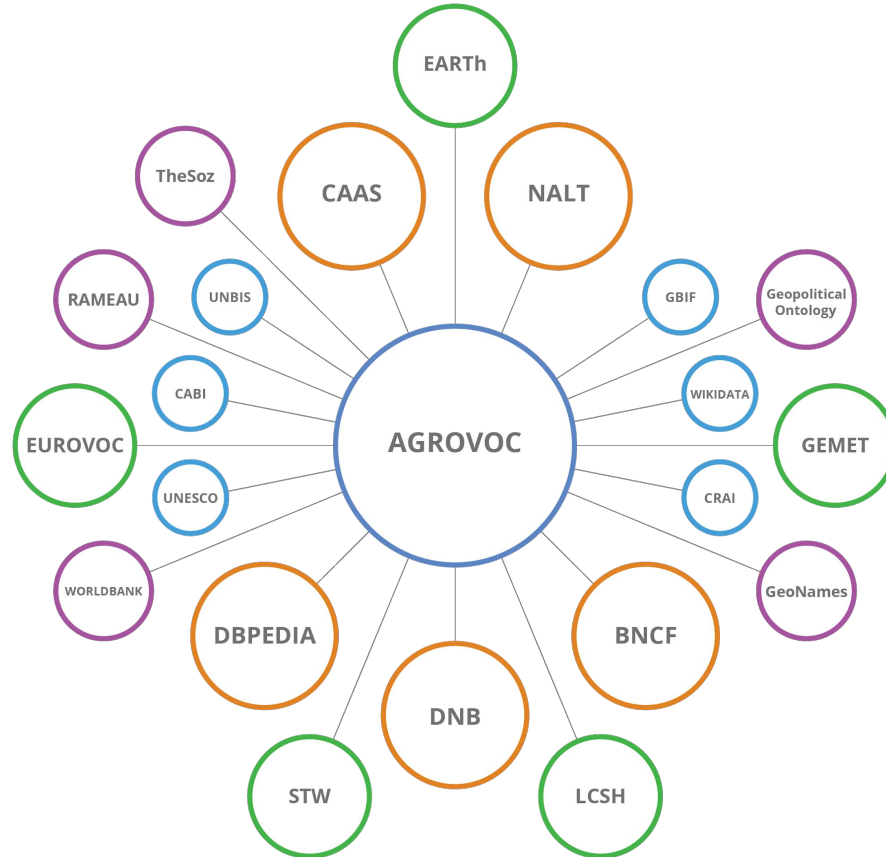 EARTh
TheSoz
CAAS
NALT
RAMEAU
UNBIS
GBIF
Geopolitical
Ontology
CABI
WIKIDATA
EUROVOC
AGROVOC
GEMET
UNESCO
CRAI
WORLDBANK
GeoNames
DBPEDIA
BNCF
DNB
STW
LCSH